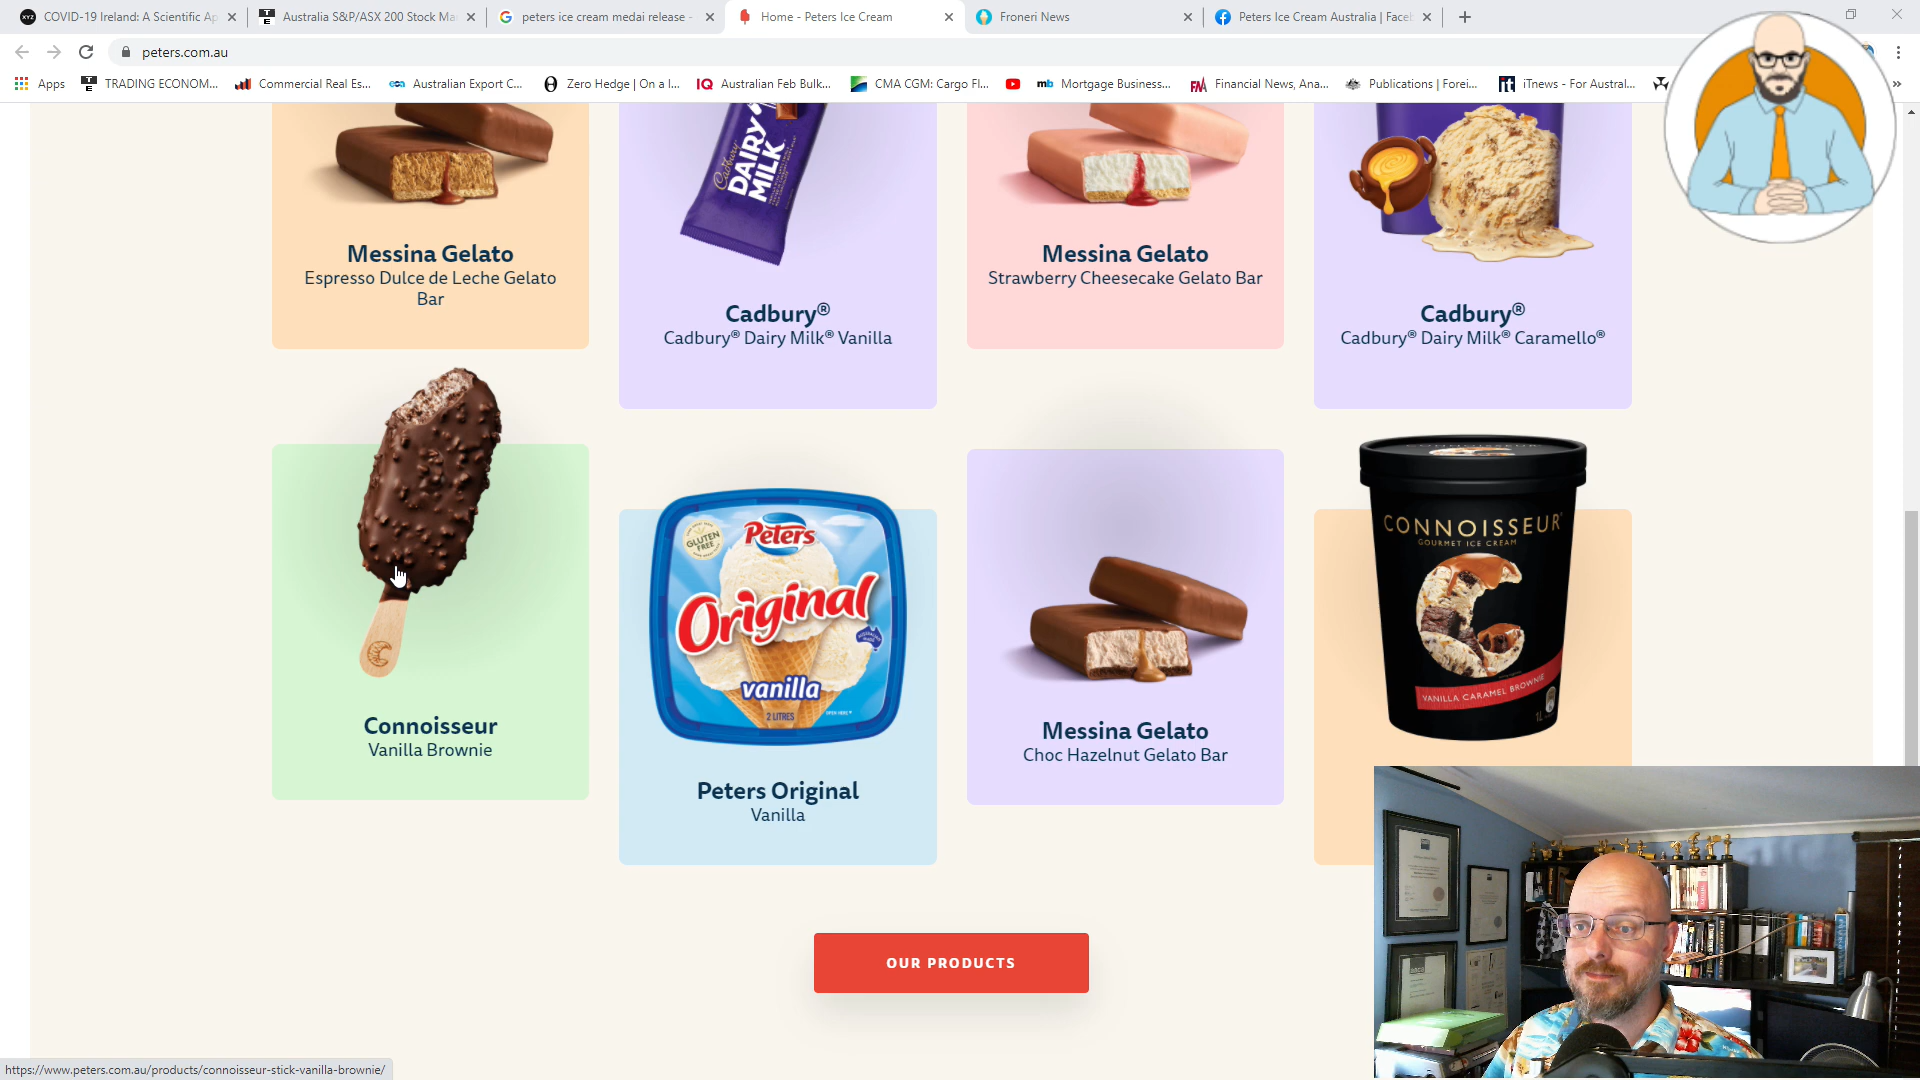 COVID-19 Ireland: A Scientific Ap
Australia S&P/ASX 200 Stock Ma
peters ice cream medai release -
Home - Peters Ice Cream
Froneri News
Peters Ice Cream Australia | Face
peters.com.au
Apps
TRADING ECONOM...
Commercial Real Es...
Australian Export C...
Zero Hedge | On a l...
Australian Feb Bulk...
CMA CGM: Cargo Fl...
Mortgage Business...
Financial News, Ana...
Publications | Forei...
iTnews - For Austral...
Cadbury
DAIRY
MILK
Messina Gelato
Espresso Dulce de Leche Gelato
Bar
Cadbury®
Cadbury® Dairy Milk® Vanilla
Messina Gelato
Strawberry Cheesecake Gelato Bar
Cadbury®
Cadbury® Dairy Milk® Caramello®
Connoisseur
Vanilla Brownie
GLUTEN
FREE
Peters
Original
vanilla
2 LITRES
OPEN HERE
Peters Original
Vanilla
Messina Gelato
Choc Hazelnut Gelato Bar
CONNOISSEUR
GOURMET ICE CREAM
VANILLA CARAMEL BROWNIE
1L
OUR PRODUCTS
https://www.peters.com.au/products/connoisseur-stick-vanilla-brownie/